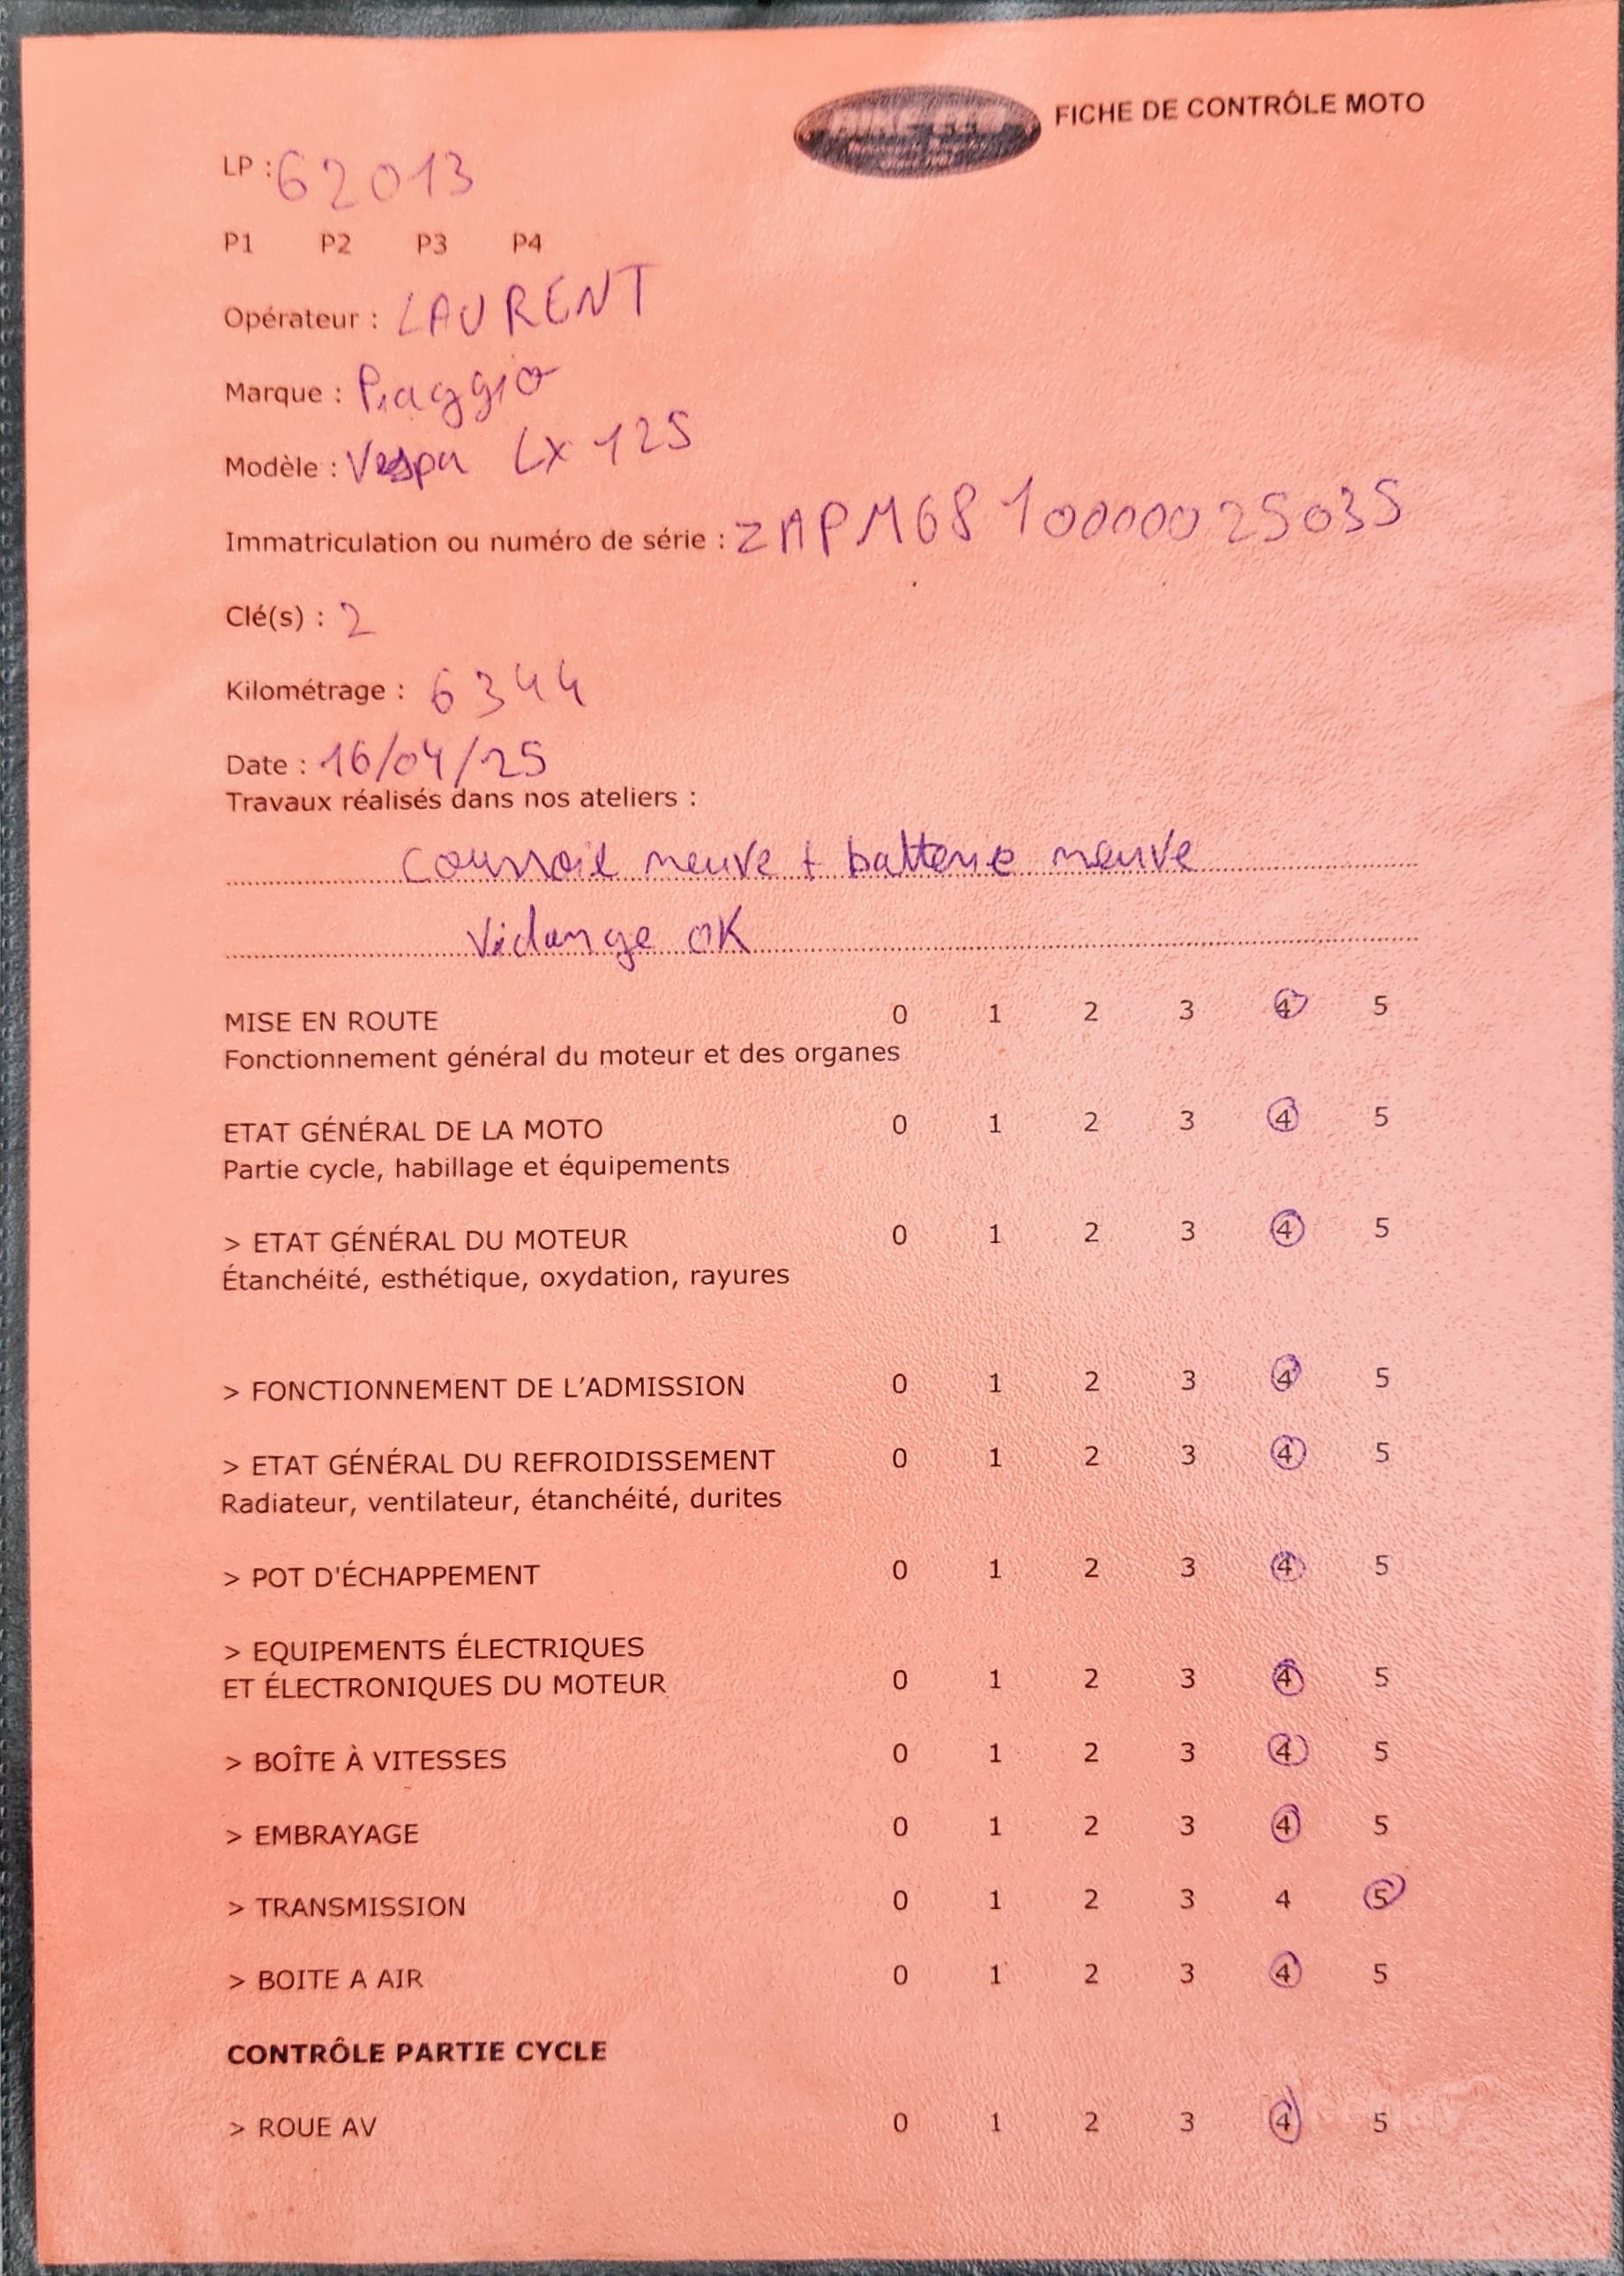 FICHE DE CONTRÔLE MOTO
LP : 62013
P1 P2 P3 P4
Opérateur : LAURENT
Marque : Piaggio
Modèle : Vespa LX 125
Immatriculation ou numéro de série : ZAPM6810000025035
Clé(s) : 2
Kilométrage : 6344
Date : 16/04/25
Travaux réalisés dans nos ateliers :
Courroie neuve + batterie neuve
Vidange OK
MISE EN ROUTE 0 1 2 3 4 5
Fonctionnement général du moteur et des organes
ETAT GÉNÉRAL DE LA MOTO 0 1 2 3 4 5
Partie cycle, habillage et équipements
> ETAT GÉNÉRAL DU MOTEUR 0 1 2 3 4 5
Étanchéité, esthétique, oxydation, rayures
> FONCTIONNEMENT DE L'ADMISSION 0 1 2 3 4 5
> ETAT GÉNÉRAL DU REFROIDISSEMENT 0 1 2 3 4 5
Radiateur, ventilateur, étanchéité, durites
> POT D'ÉCHAPPEMENT 0 1 2 3 4 5
> EQUIPEMENTS ÉLECTRIQUES
ET ÉLECTRONIQUES DU MOTEUR 0 1 2 3 4 5
> BOÎTE À VITESSES 0 1 2 3 4 5
> EMBRAYAGE 0 1 2 3 4 5
> TRANSMISSION 0 1 2 3 4 5
> BOITE A AIR 0 1 2 3 4 5
CONTRÔLE PARTIE CYCLE
> ROUE AV 0 1 2 3 4 5